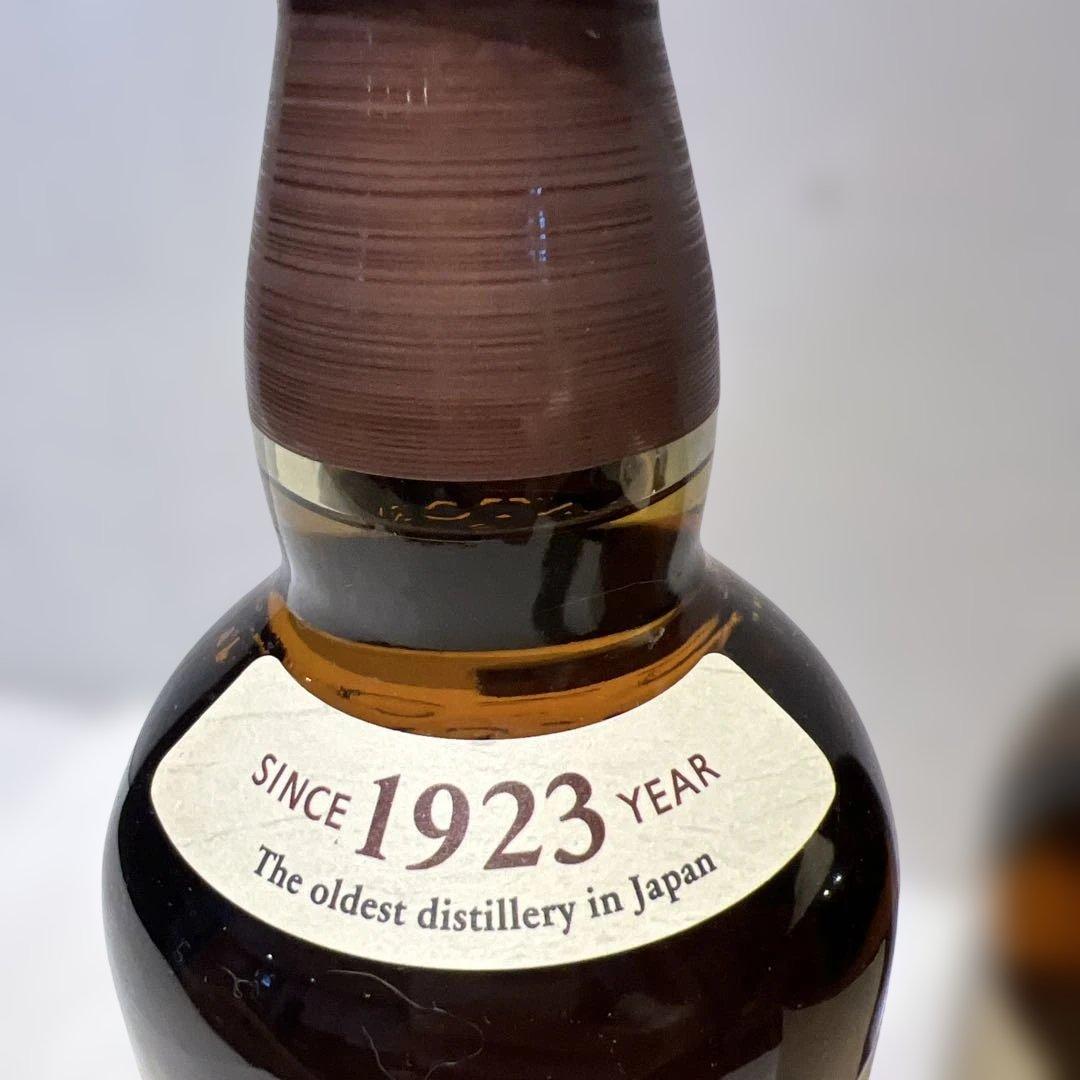 SINCE 1923 YEAR
The oldest distillery in Japan